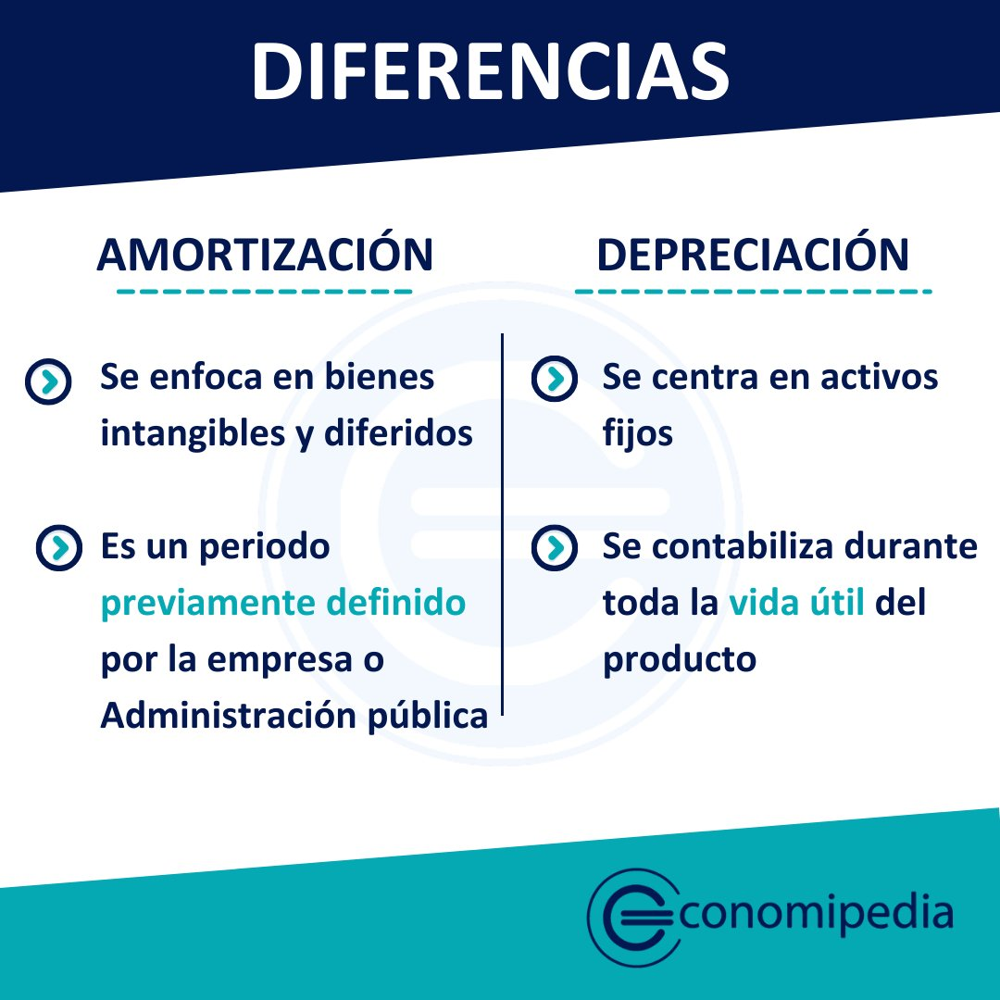 DIFERENCIAS
AMORTIZACIÓN
Se enfoca en bienes
intangibles y diferidos
Es un periodo
previamente definido
por la empresa o
Administración pública
DEPRECIACIÓN
Se centra en activos
fijos
Se contabiliza durante
toda la vida útil del
producto
economipedia